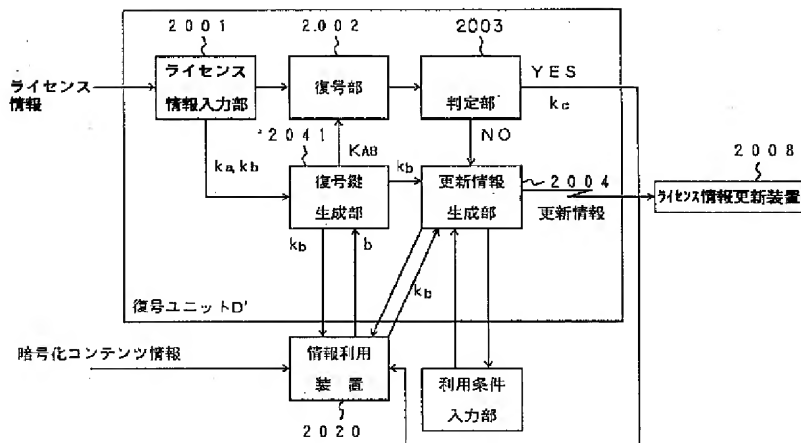 2001
2.002
2003
ライセンス
情報
ライセンス
情報入力部
復号部
判定部
YES
kc
2041
KAB
NO
2008
ka,kb
復号鍵
生成部
kb
更新情報
生成部
2004
更新情報
ライセンス情報更新装置
kb
b
kb
復号ユニットD'
暗号化コンテンツ情報
情報利用
装置
利用条件
入力部
2020